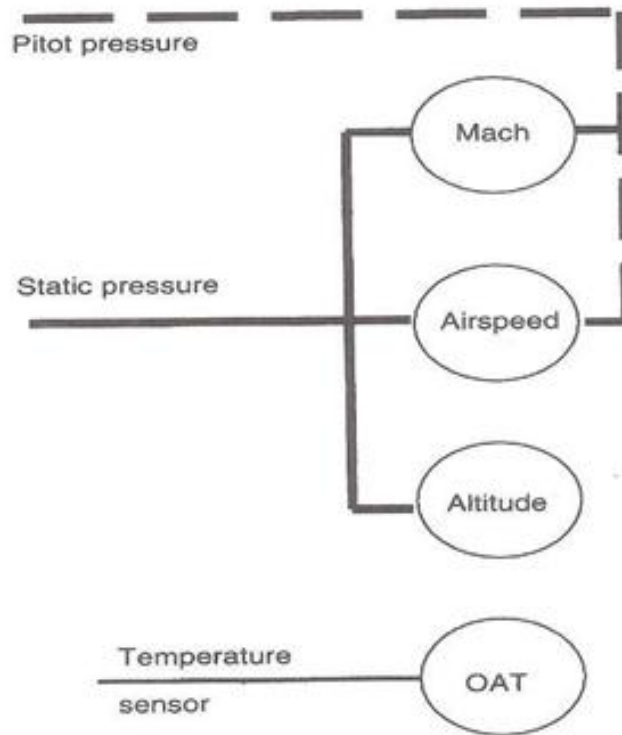 Pitot pressure
Mach
Static pressure
Airspeed
Altitude
Temperature
sensor
OAT